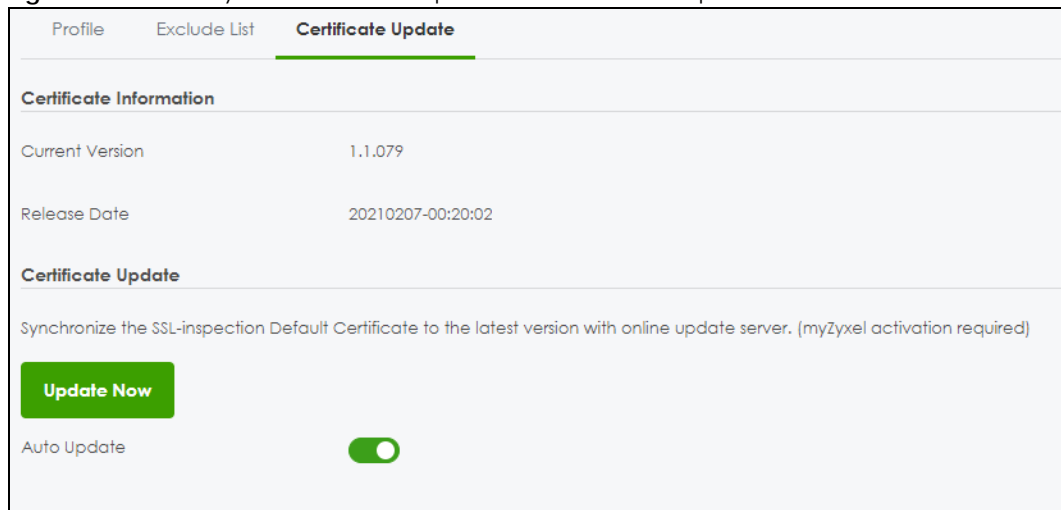 Profile Exclude List Certificate Update
Certificate Information
Current Version 1.1.079
Release Date 20210207-00:20:02
Certificate Update
Synchronize the SSL-inspection Default Certificate to the latest version with online update server. (myZyxel activation required)
Update Now
Auto Update